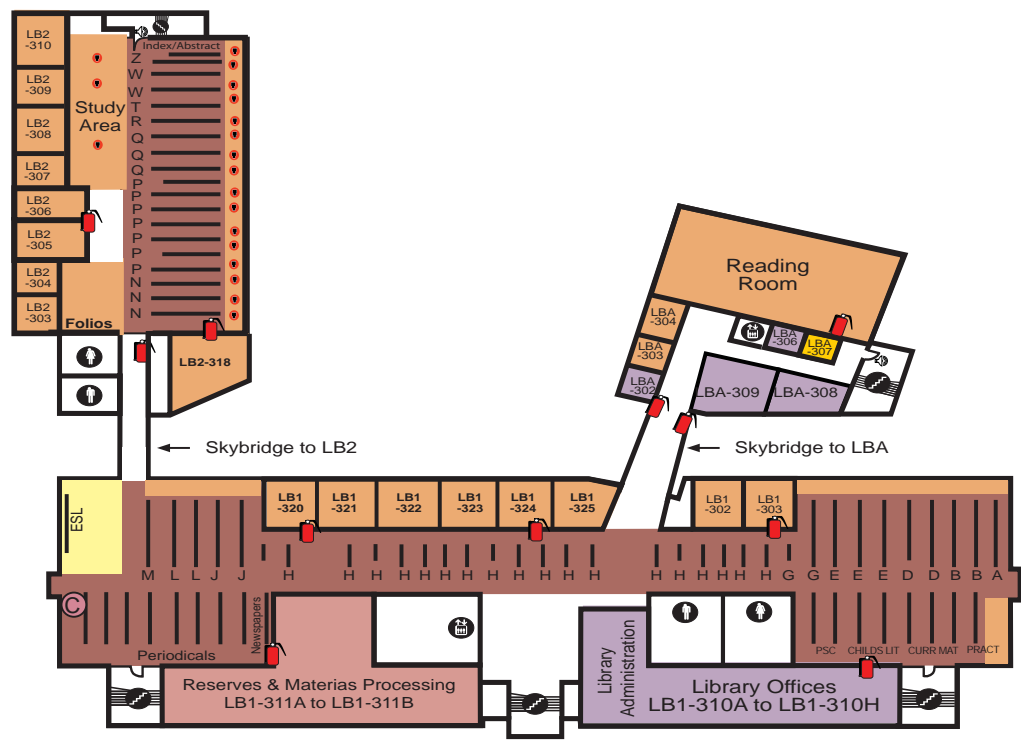 LB2
-310
LB2
-309
LB2
-308
LB2
-307
LB2
-306
LB2
-305
LB2
-304
LB2
-303
Study
Area
Folios
Index/Abstract
Z
W
W
T
R
Q
Q
Q
P
P
P
P
P
P
P
N
N
N
LB2-318
Reading
Room
LBA
-304
LBA
-303
LBA
-302
LBA
-306
LBA
-307
LBA-309
LBA-308
Skybridge to LB2
Skybridge to LBA
ESL
LB1
-320
LB1
-321
LB1
-322
LB1
-323
LB1
-324
LB1
-325
LB1
-302
LB1
-303
M L L J J H H H H H H H H H H H H H H H H H H G G E E E D D B B A
C
Newspapers
Periodicals
PSC CHILDS LIT CURR MAT PRACT
Reserves & Materias Processing
LB1-311A to LB1-311B
Library
Administration
Library Offices
LB1-310A to LB1-310H